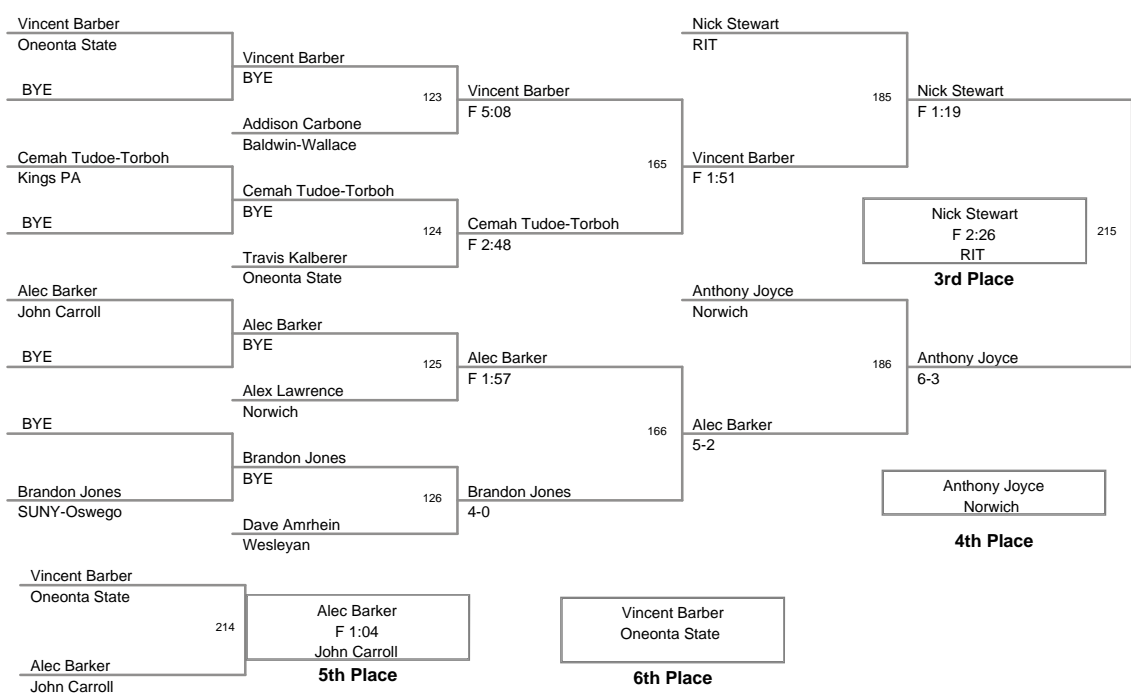 Vincent Barber
Oneonta State
BYE
Cemah Tudoe-Torboh
Kings PA
BYE
Alec Barker
John Carroll
BYE
BYE
Brandon Jones
SUNY-Oswego
Vincent Barber
BYE
123
Addison Carbone
Baldwin-Wallace
Cemah Tudoe-Torboh
BYE
124
Travis Kalberer
Oneonta State
Alec Barker
BYE
125
Alex Lawrence
Norwich
Brandon Jones
BYE
126
Dave Amrhein
Wesleyan
Vincent Barber
F 5:08
165
Cemah Tudoe-Torboh
F 2:48
Alec Barker
F 1:57
166
Brandon Jones
4-0
Nick Stewart
RIT
185
Vincent Barber
F 1:51
Anthony Joyce
Norwich
186
Alec Barker
5-2
Nick Stewart
F 1:19
Nick Stewart
F 2:26
RIT
215
3rd Place
Anthony Joyce
6-3
Anthony Joyce
Norwich
4th Place
Vincent Barber
Oneonta State
214
Alec Barker
John Carroll
Alec Barker
F 1:04
John Carroll
5th Place
Vincent Barber
Oneonta State
6th Place